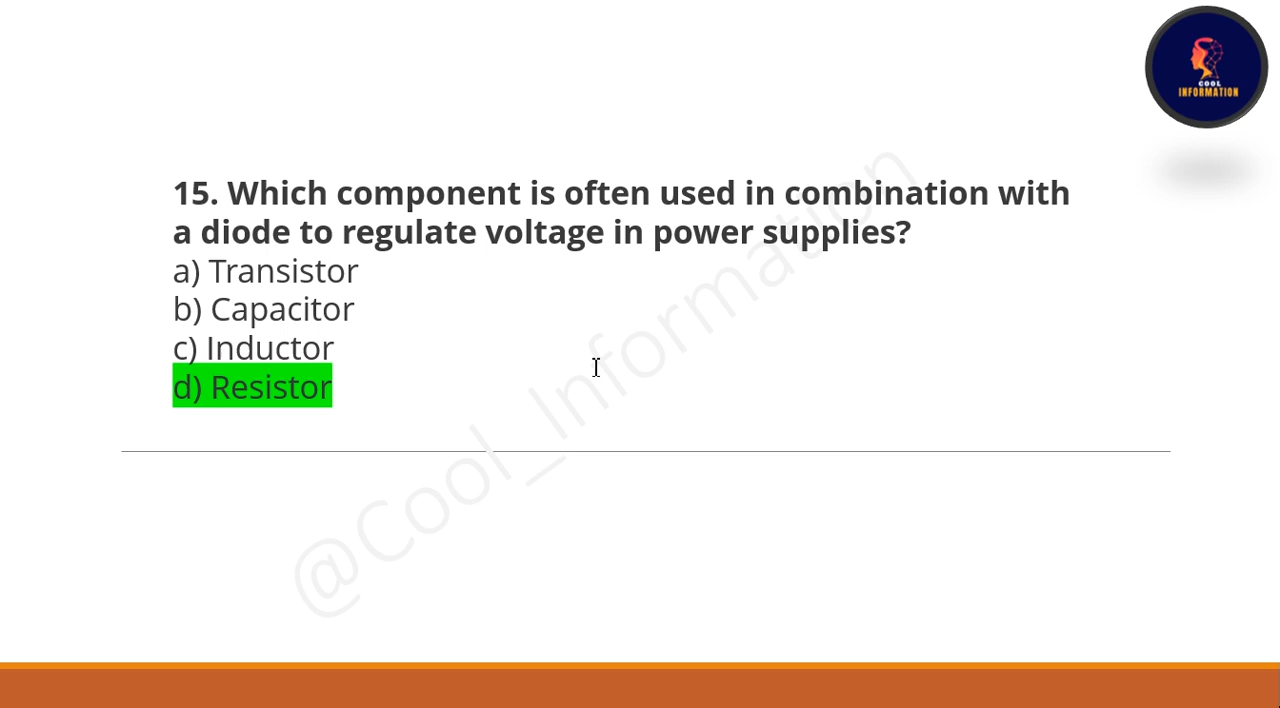 COOL
INFORMATION
15. Which component is often used in combination with
a diode to regulate voltage in power supplies?
a) Transistor
b) Capacitor
c) Inductor
d) Resistor
@Cool_Information